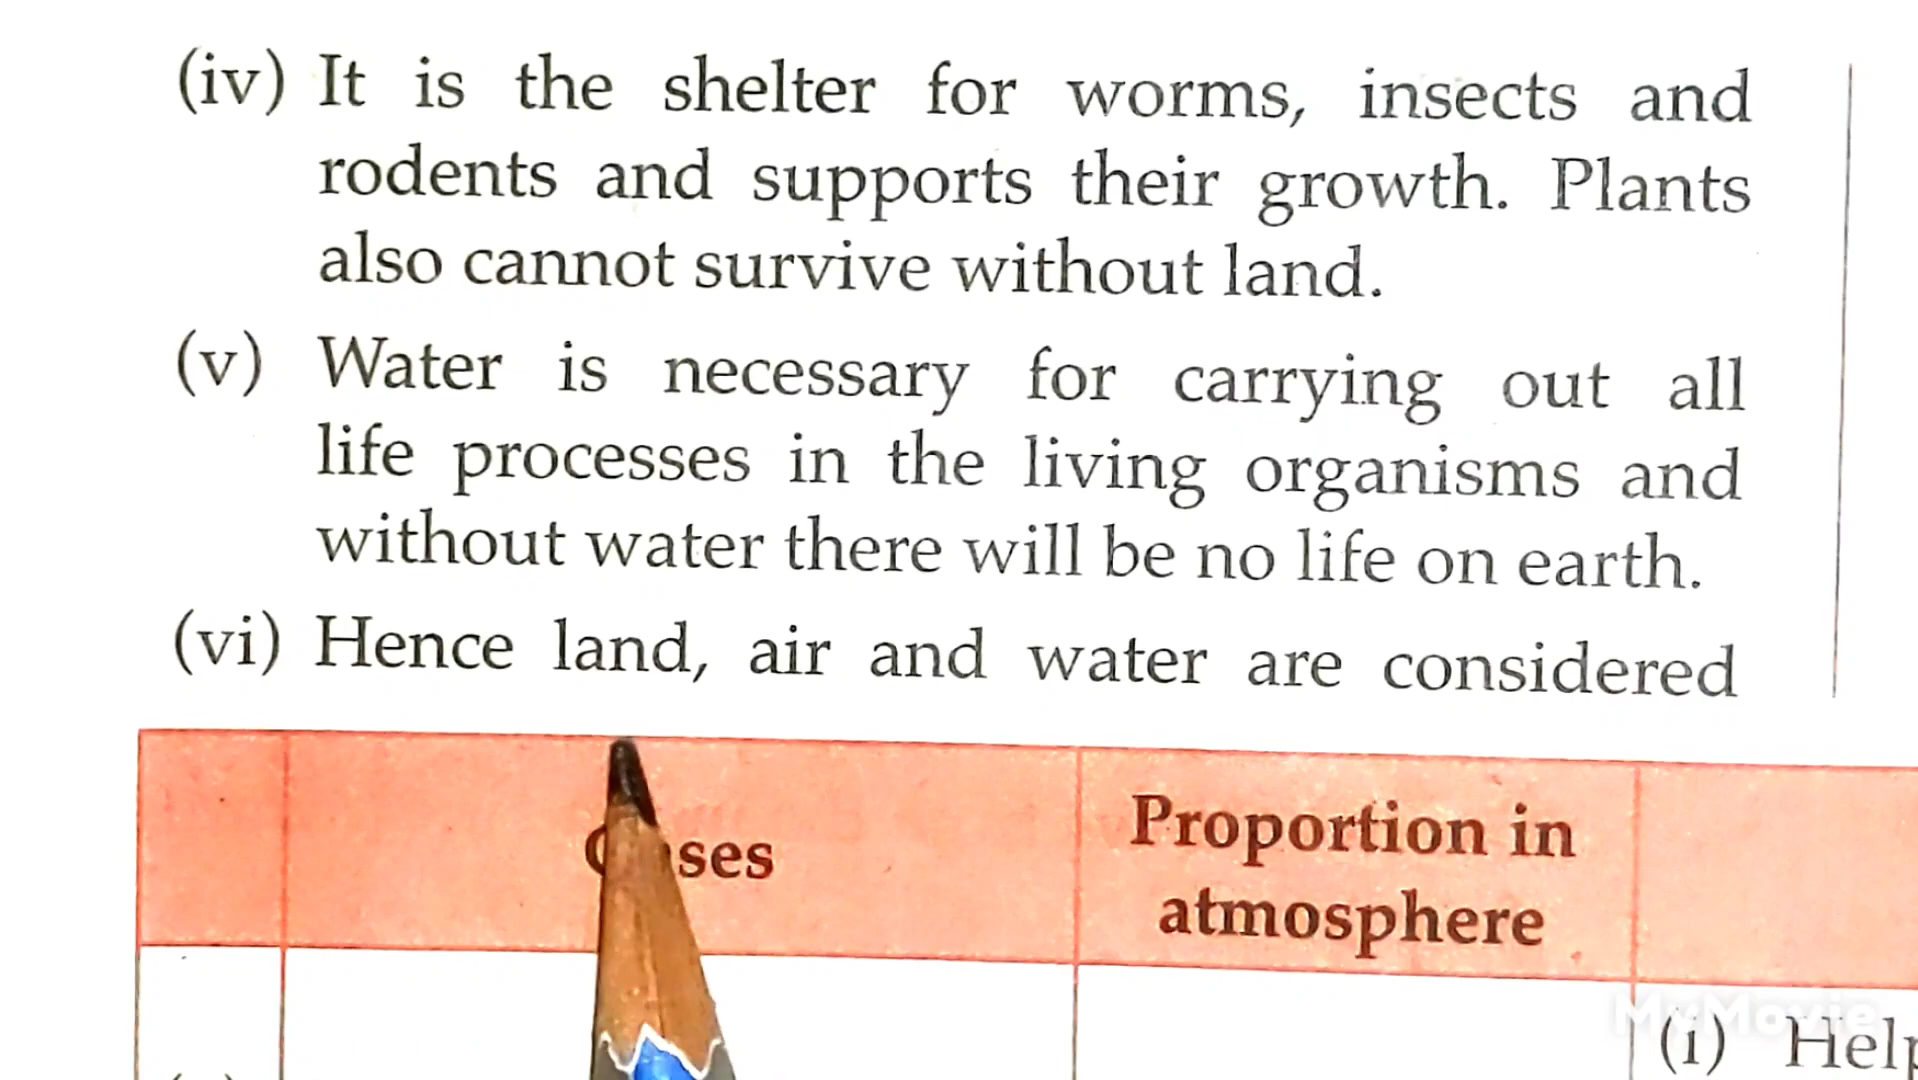 (iv) It is the shelter for worms, insects and
rodents and supports their growth. Plants
also cannot survive without land.
(v) Water is necessary for carrying out all
life processes in the living organisms and
without water there will be no life on earth.
(vi) Hence land, air and water are considered
Proportion in
atmosphere
MyMovie
(i)